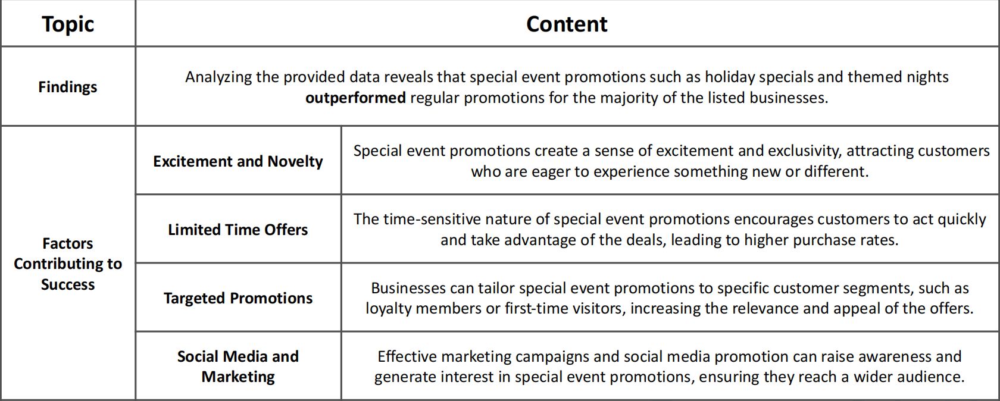 Topic
Content
Findings
Analyzing the provided data reveals that special event promotions such as holiday specials and themed nights
outperformed regular promotions for the majority of the listed businesses.
Factors
Contributing to
Success
Excitement and Novelty
Special event promotions create a sense of excitement and exclusivity, attracting customers
who are eager to experience something new or different.
Limited Time Offers
The time-sensitive nature of special event promotions encourages customers to act quickly
and take advantage of the deals, leading to higher purchase rates.
Targeted Promotions
Businesses can tailor special event promotions to specific customer segments, such as
loyalty members or first-time visitors, increasing the relevance and appeal of the offers.
Social Media and
Marketing
Effective marketing campaigns and social media promotion can raise awareness and
generate interest in special event promotions, ensuring they reach a wider audience.